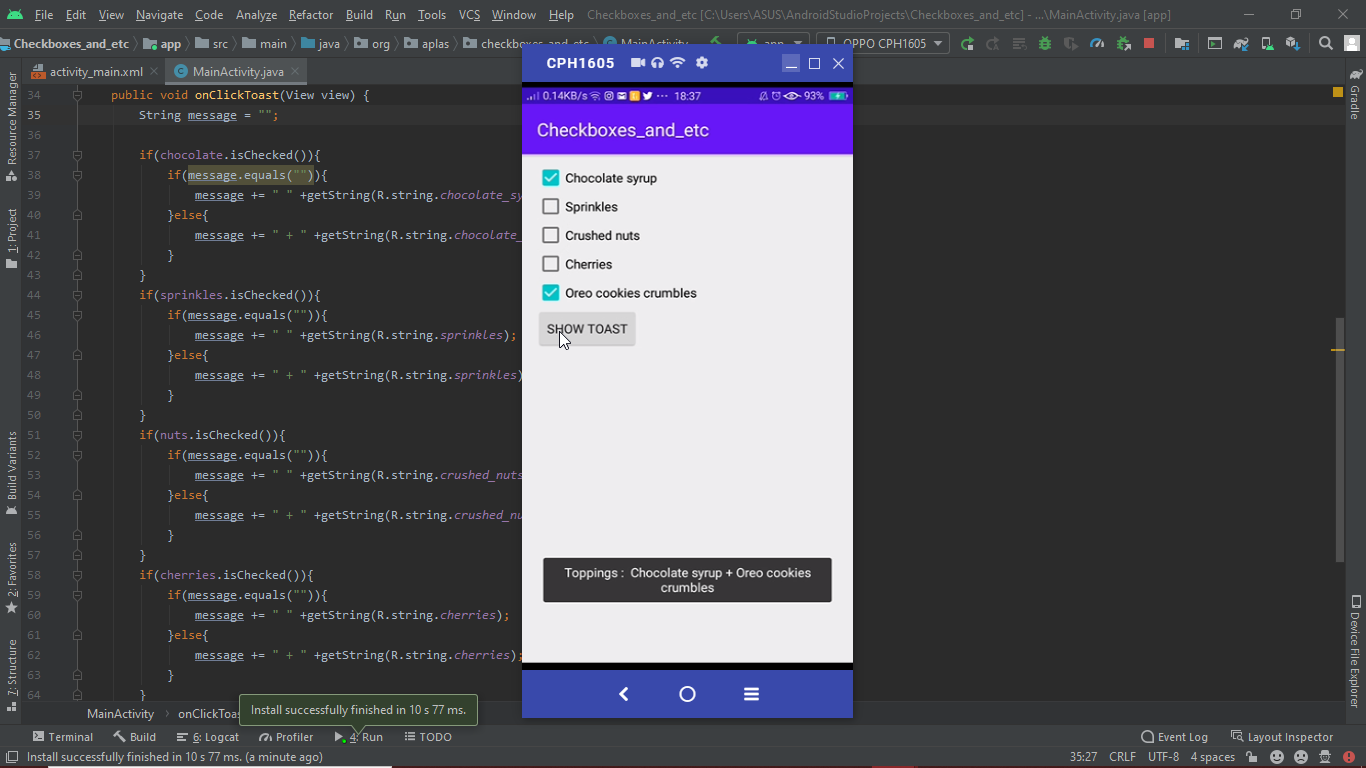 File Edit View Navigate Code Analyze Refactor Build Run Tools VCS Window Help Checkboxes_and_etc [C:\Users\ASUS\AndroidStudioProjects\Checkboxes_and_etc] - ...\MainActivity.java [app]
Checkboxes_and_etc app src main java org aplas MainActivity app OPPO CPH1605
activity_main.xml MainActivity.java
CPH1605
0.14KB/s 18:37 93%
Checkboxes_and_etc
Chocolate syrup
Sprinkles
Crushed nuts
Cherries
Oreo cookies crumbles
SHOW TOAST
Toppings : Chocolate syrup + Oreo cookies
crumbles
34 public void onClickToast(View view) {
35 String message = "";
36
37 if(chocolate.isChecked()){
38 if(message.equals("")){
39 message += " " +getString(R.string.chocolate_sy
40 }else{
41 message += " + " +getString(R.string.chocolate_
42 }
43 }
44 if(sprinkles.isChecked()){
45 if(message.equals("")){
46 message += " " +getString(R.string.sprinkles);
47 }else{
48 message += " + " +getString(R.string.sprinkles)
49 }
50 }
51 if(nuts.isChecked()){
52 if(message.equals("")){
53 message += " " +getString(R.string.crushed_nuts
54 }else{
55 message += " + " +getString(R.string.crushed_nu
56 }
57 }
58 if(cherries.isChecked()){
59 if(message.equals("")){
60 message += " " +getString(R.string.cherries);
61 }else{
62 message += " + " +getString(R.string.cherries);
63 }
64 }
Resource Manager
1: Project
Build Variants
2: Favorites
7: Structure
Gradle
Device File Explorer
MainActivity onClickToas
Install successfully finished in 10 s 77 ms.
Terminal Build 6: Logcat Profiler 4: Run TODO Event Log Layout Inspector
Install successfully finished in 10 s 77 ms. (a minute ago) 35:27 CRLF UTF-8 4 spaces